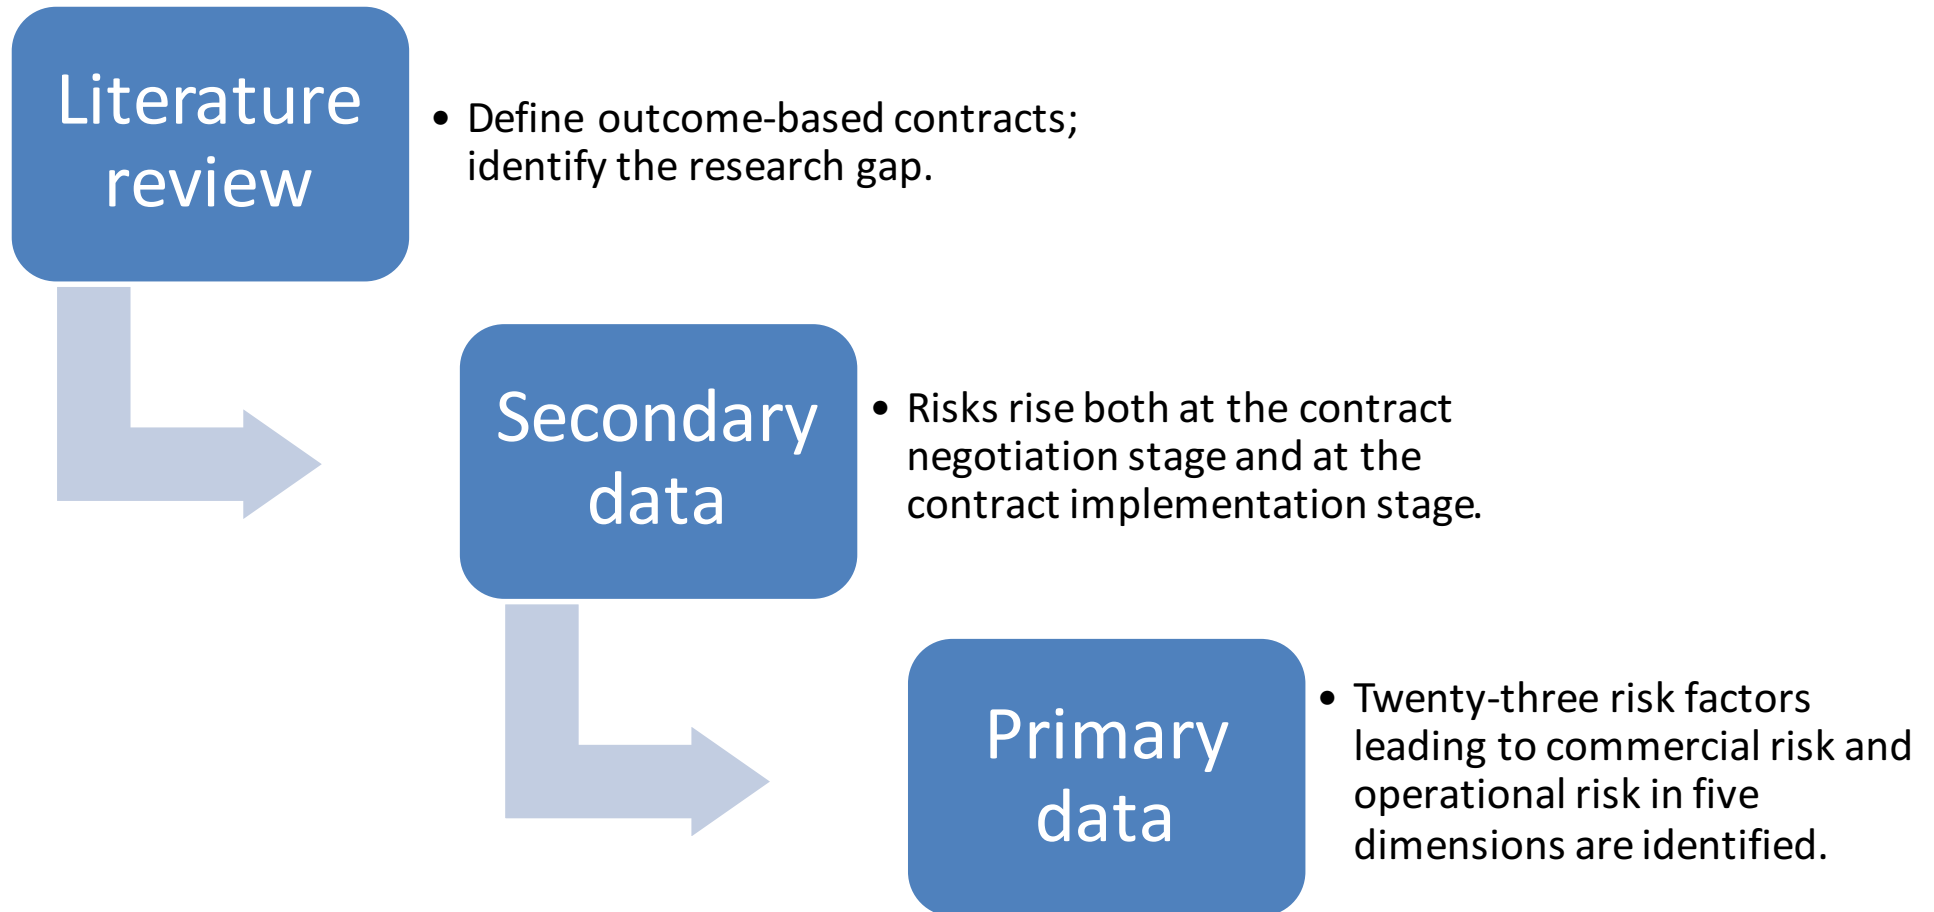 Literature
review
• Define outcome-based contracts;
identify the research gap.
Secondary
data
• Risks rise both at the contract
negotiation stage and at the
contract implementation stage.
Primary
data
• Twenty-three risk factors
leading to commercial risk and
operational risk in five
dimensions are identified.